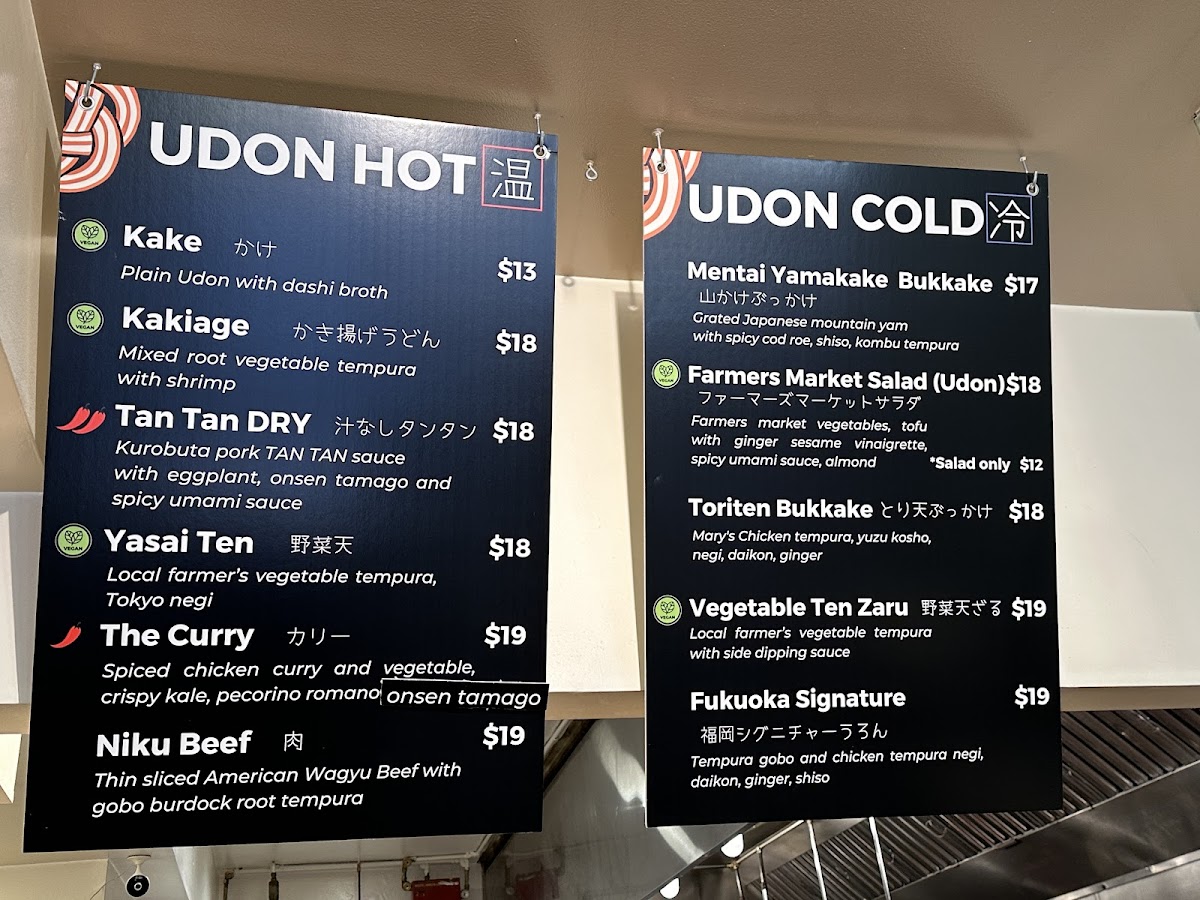 UDON HOT 温
VEGAN
Kake かけ
$13
Plain Udon with dashi broth
VEGAN
Kakiage かき揚げうどん $18
Mixed root vegetable tempura
with shrimp
Tan Tan DRY 汁なしタンタン $18
Kurobuta pork TAN TAN sauce
with eggplant, onsen tamago and
spicy umami sauce
VEGAN
Yasai Ten 野菜天 $18
Local farmer's vegetable tempura,
Tokyo negi
The Curry カリー $19
Spiced chicken curry and vegetable,
crispy kale, pecorino romano onsen tamago
Niku Beef 肉 $19
Thin sliced American Wagyu Beef with
gobo burdock root tempura
UDON COLD 冷
Mentai Yamakake Bukkake $17
山かけぶっかけ
Grated Japanese mountain yam
with spicy cod roe, shiso, kombu tempura
VEGAN
Farmers Market Salad (Udon) $18
ファーマーズマーケットサラダ
Farmers market vegetables, tofu
with ginger sesame vinaigrette,
spicy umami sauce, almond *Salad only $12
Toriten Bukkake とり天ぶっかけ $18
Mary's Chicken tempura, yuzu kosho,
negi, daikon, ginger
VEGAN
Vegetable Ten Zaru 野菜天ざる $19
Local farmer's vegetable tempura
with side dipping sauce
Fukuoka Signature $19
福岡シグニチャーうろん
Tempura gobo and chicken tempura negi,
daikon, ginger, shiso